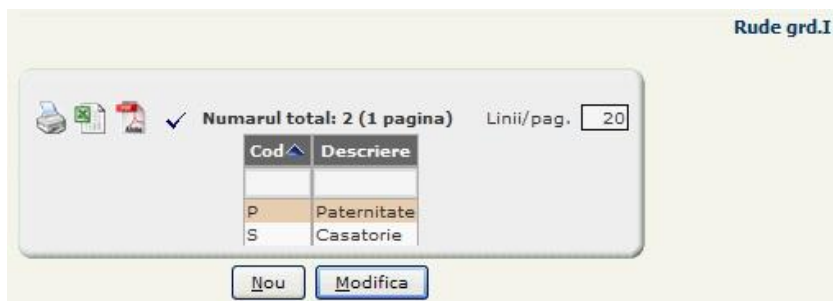 Rude grd.I
Numarul total: 2 (1 pagina) Linii/pag. 20
Cod Descriere
P Paternitate
S Casatorie
Nou Modifica